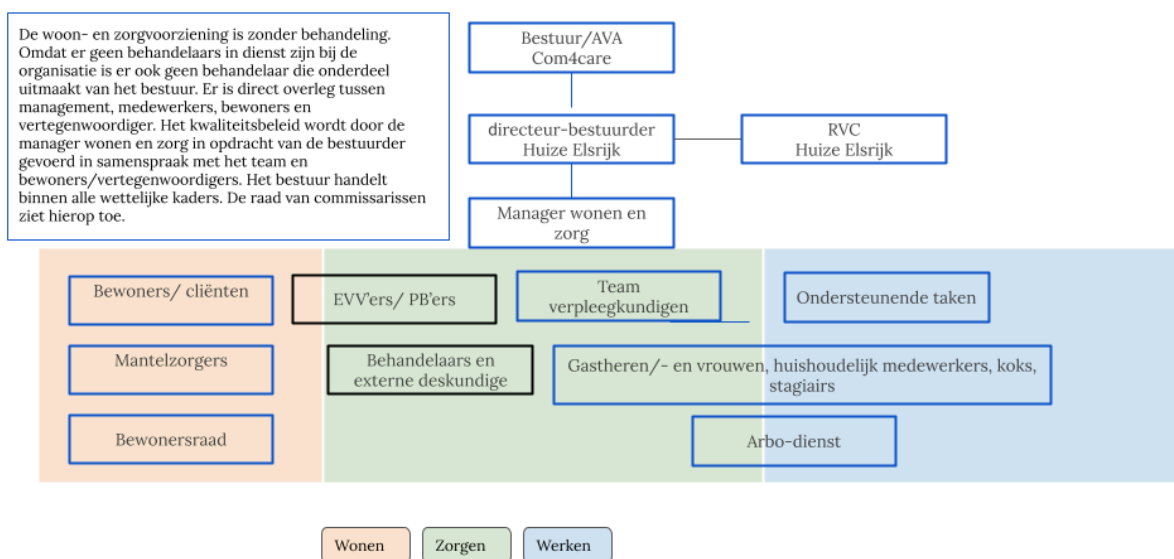 De woon- en zorgvoorziening is zonder behandeling.
Omdat er geen behandelaars in dienst zijn bij de
organisatie is er ook geen behandelaar die onderdeel
uitmaakt van het bestuur. Er is direct overleg tussen
management, medewerkers, bewoners en
vertegenwoordiger. Het kwaliteitsbeleid wordt door de
manager wonen en zorg in opdracht van de bestuurder
gevoerd in samenspraak met het team en
bewoners/vertegenwoordigers. Het bestuur handelt
binnen alle wettelijke kaders. De raad van commissarissen
ziet hierop toe.
Bestuur/AVA
Com4care
directeur-bestuurder
Huize Elsrijk
RVC
Huize Elsrijk
Manager wonen en
zorg
Bewoners/ cliënten
EVV'ers/ PB'ers
Team
verpleegkundigen
Ondersteunende taken
Mantelzorgers
Behandelaars en
externe deskundige
Gastheren/- en vrouwen, huishoudelijk medewerkers, koks,
stagiairs
Bewonersraad
Arbo-dienst
Wonen
Zorgen
Werken